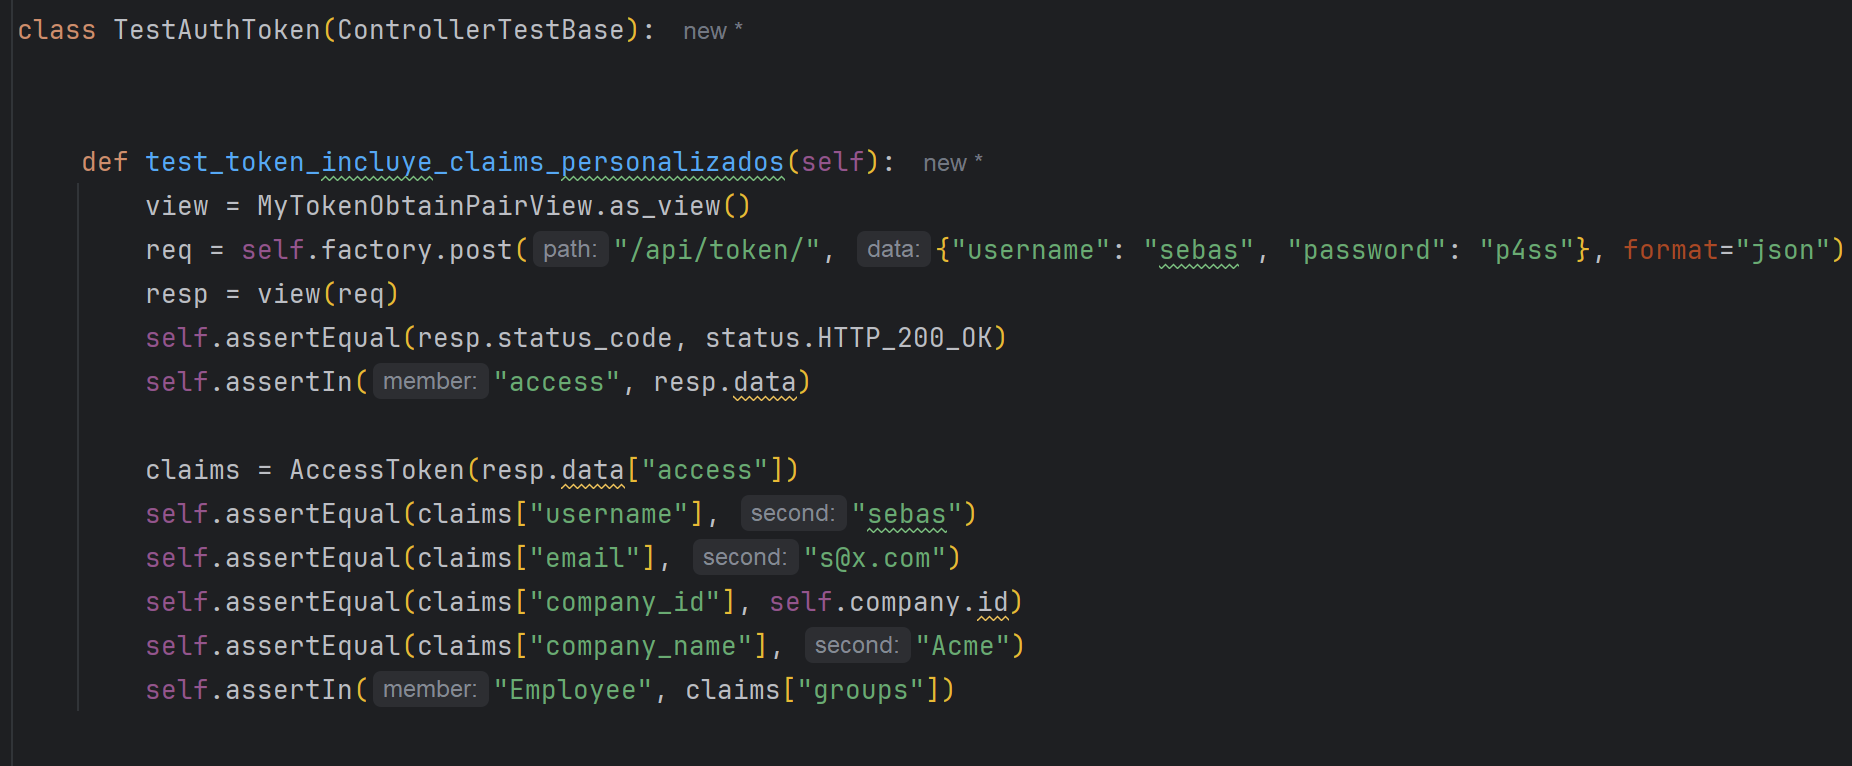 class TestAuthToken(ControllerTestBase): new *
def test_token_incluye_claims_personalizados(self): new *
view = MyTokenObtainPairView.as_view()
req = self.factory.post( path: "/api/token/", data: {"username": "sebas", "password": "p4ss"}, format="json")
resp = view(req)
self.assertEqual(resp.status_code, status.HTTP_200_OK)
self.assertIn( member: "access", resp.data)
claims = AccessToken(resp.data["access"])
self.assertEqual(claims["username"], second: "sebas")
self.assertEqual(claims["email"], second: "s@x.com")
self.assertEqual(claims["company_id"], self.company.id)
self.assertEqual(claims["company_name"], second: "Acme")
self.assertIn( member: "Employee", claims["groups"])